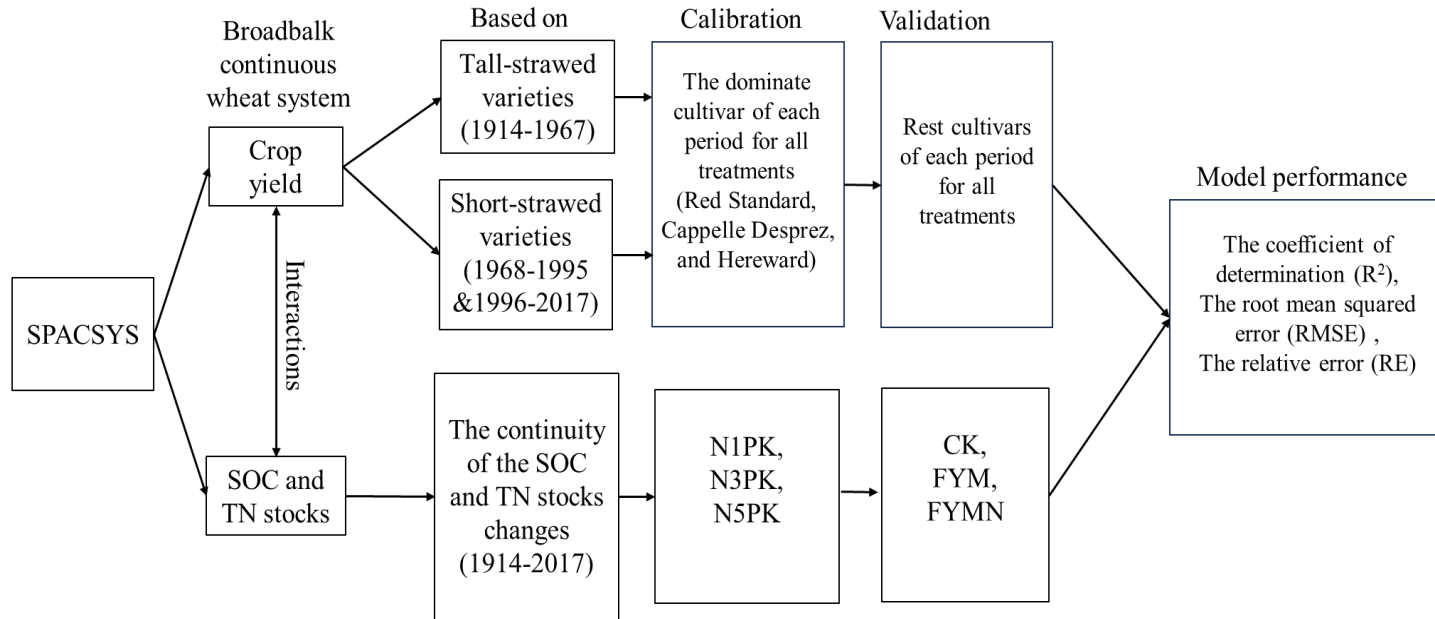 SPACSYS
Broadbalk
continuous
wheat system
Crop
yield
Interactions
SOC and
TN stocks
Based on
Tall-strawed
varieties
(1914-1967)
Short-strawed
varieties
(1968-1995
&1996-2017)
The continuity
of the SOC
and TN stocks
changes
(1914-2017)
Calibration
The dominate
cultivar of each
period for all
treatments
(Red Standard,
Cappelle Desprez,
and Hereward)
N1PK,
N3PK,
N5PK
Validation
Rest cultivars
of each period
for all
treatments
CK,
FYM,
FYMN
Model performance
The coefficient of
determination (R²),
The root mean squared
error (RMSE) ,
The relative error (RE)